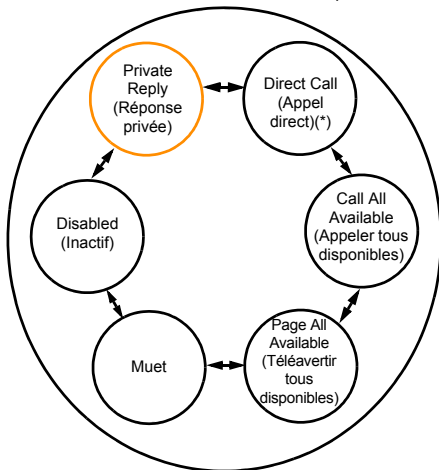 Private
Reply
(Réponse
privée)
Direct Call
(Appel
direct)(*)
Disabled
(Inactif)
Call All
Available
(Appeler tous
disponibles)
Muet
Page All
Available
(Téléavertir
tous
disponibles)